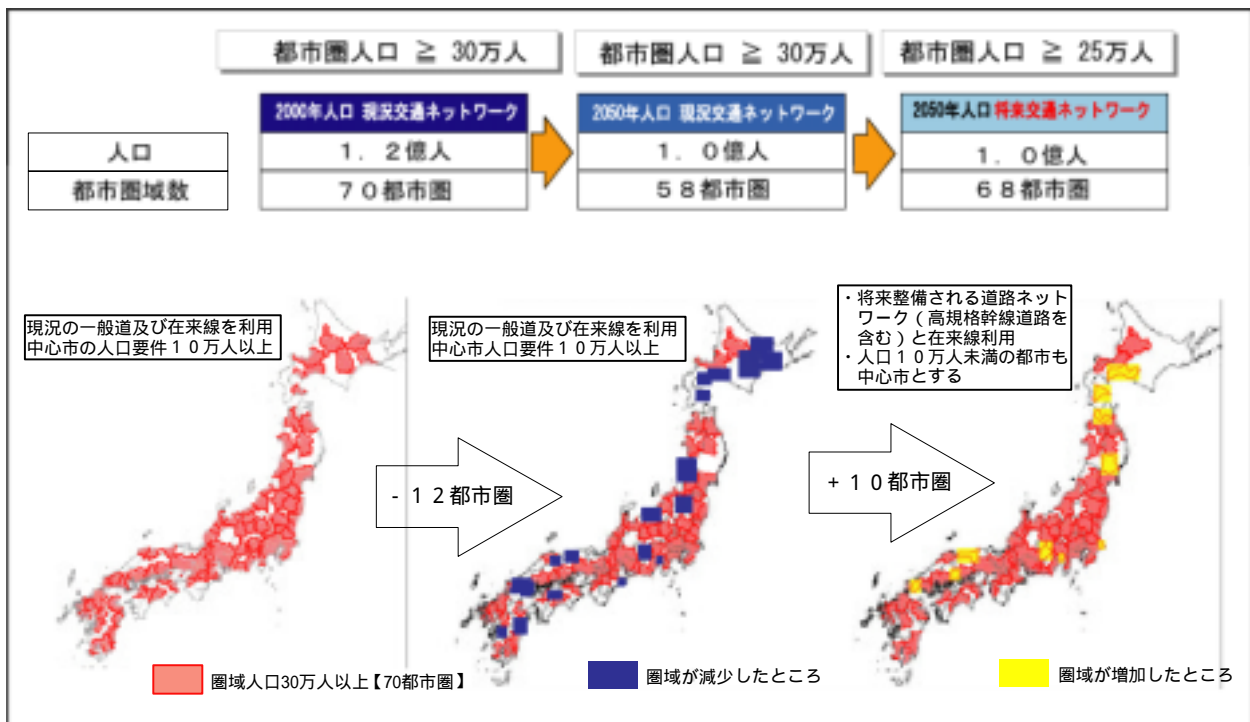 都市圏人口 ≧ 30万人
都市圏人口 ≧ 30万人
都市圏人口 ≧ 25万人
2000年人口 現況交通ネットワーク
2050年人口 現況交通ネットワーク
2050年人口 将来交通ネットワーク
人口
1．2億人
1．0億人
1．0億人
都市圏域数
70都市圏
58都市圏
68都市圏
現況の一般道及び在来線を利用
中心市の人口要件10万人以上
現況の一般道及び在来線を利用
中心市人口要件10万人以上
・将来整備される道路ネット
ワーク（高規格幹線道路を
含む）と在来線利用
・人口10万人未満の都市も
中心市とする
-12都市圏
+10都市圏
圏域人口30万人以上【70都市圏】
圏域が減少したところ
圏域が増加したところ